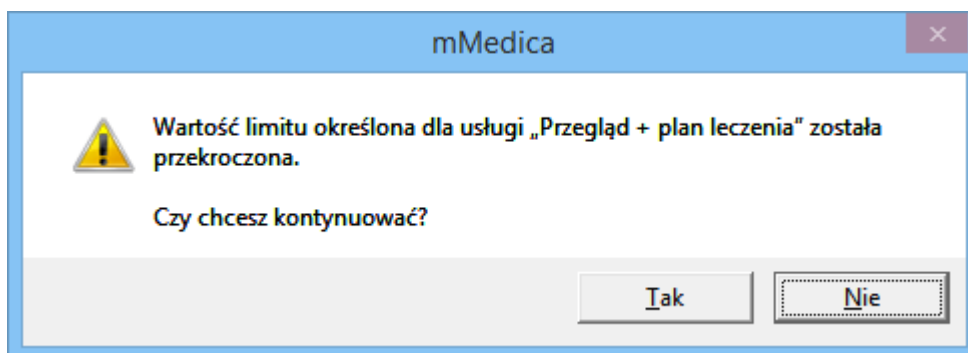 mMedica
Wartość limitu określona dla usługi „Przegląd + plan leczenia” została
przekroczona.
Czy chcesz kontynuować?
Tak
Nie